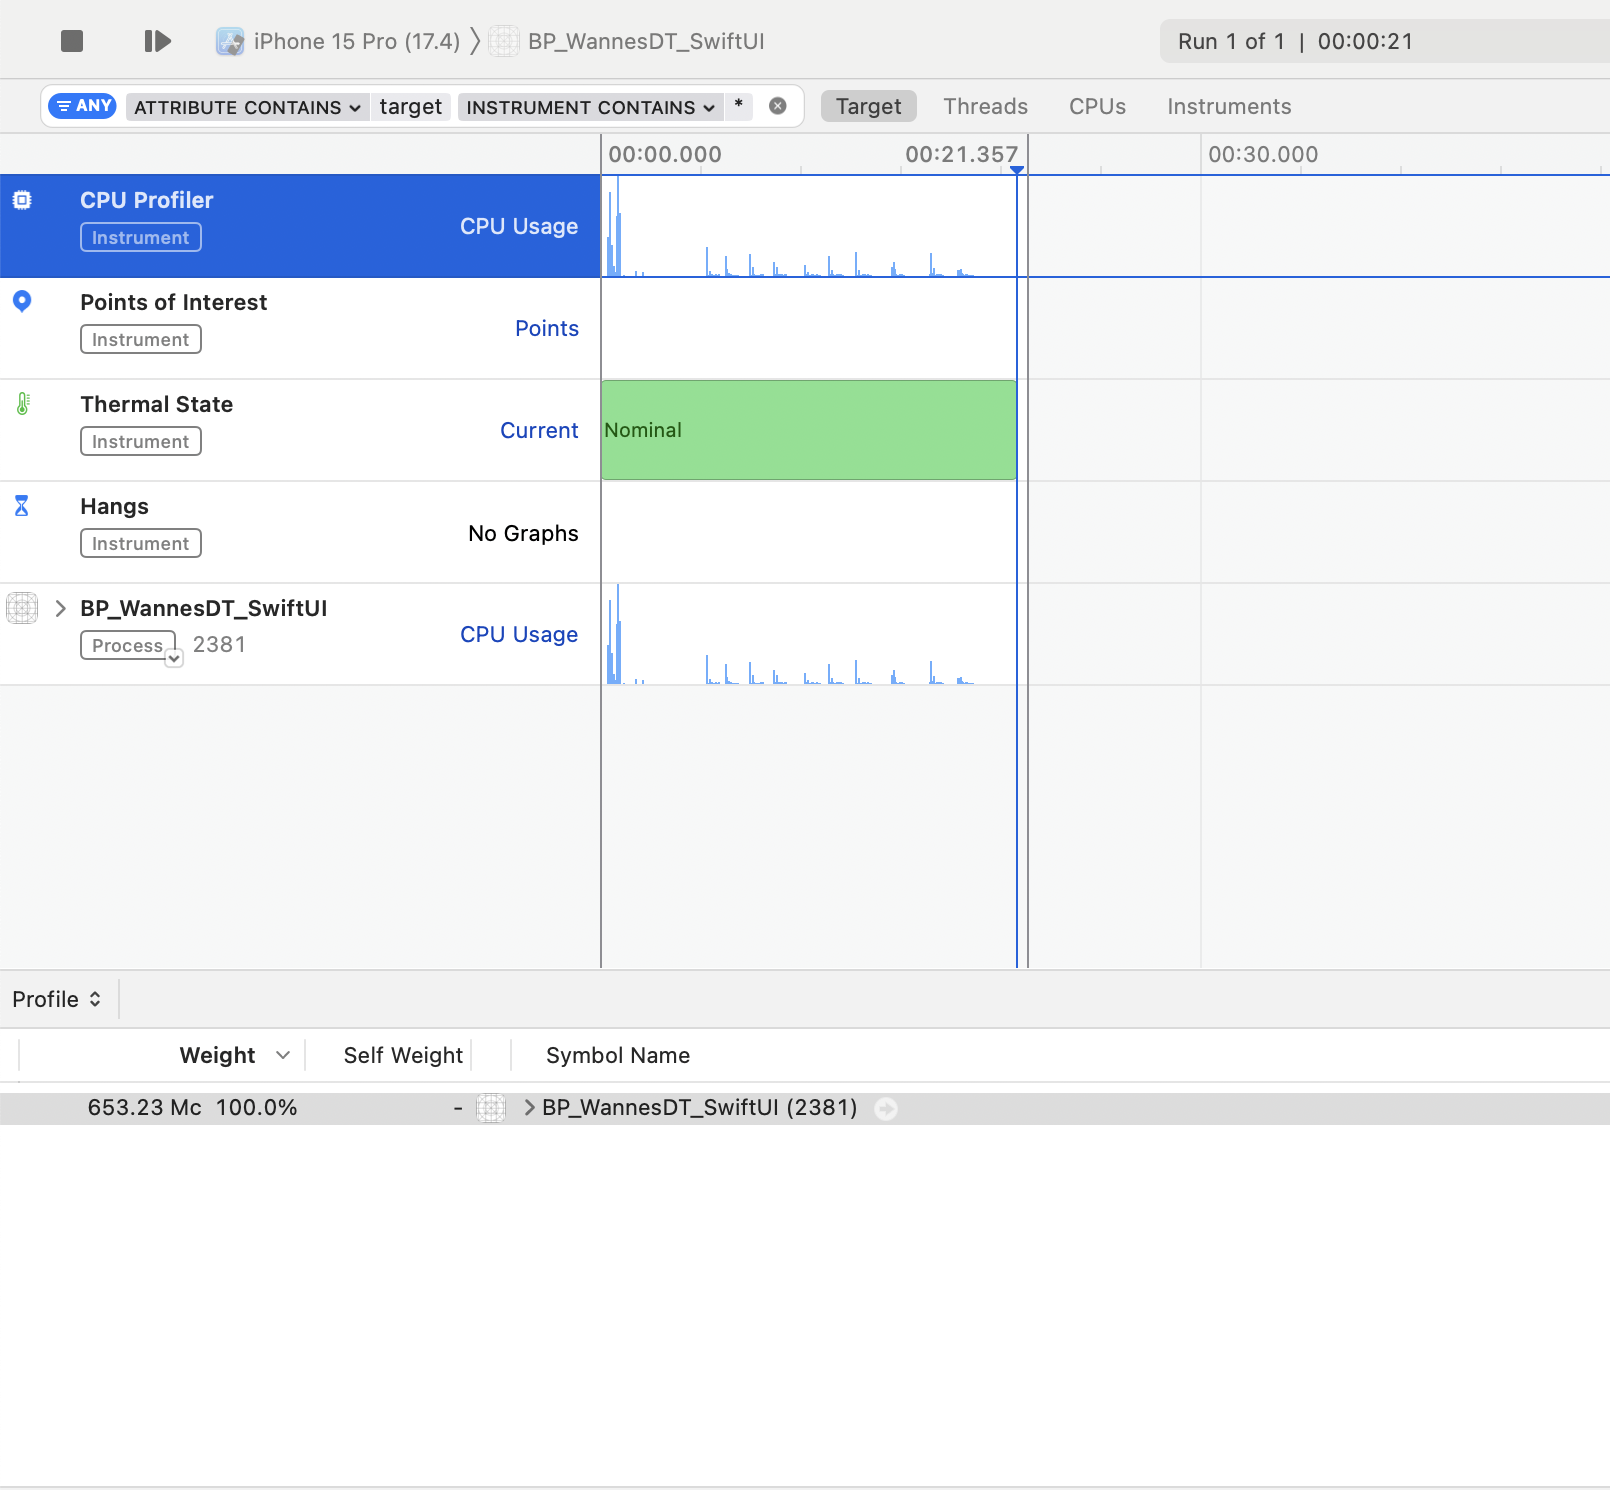 iPhone 15 Pro (17.4) 〉 BP_WannesDT_SwiftUI Run 1 of 1 | 00:00:21
ANY ATTRIBUTE CONTAINS target INSTRUMENT CONTAINS * Target Threads CPUs Instruments
00:00.000 00:21.357 00:30.000
CPU Profiler
Instrument
CPU Usage
Points of Interest
Instrument
Points
Thermal State
Instrument
Current
Nominal
Hangs
Instrument
No Graphs
BP_WannesDT_SwiftUI
Process 2381
CPU Usage
Profile
Weight Self Weight Symbol Name
653.23 Mc 100.0% - BP_WannesDT_SwiftUI (2381)